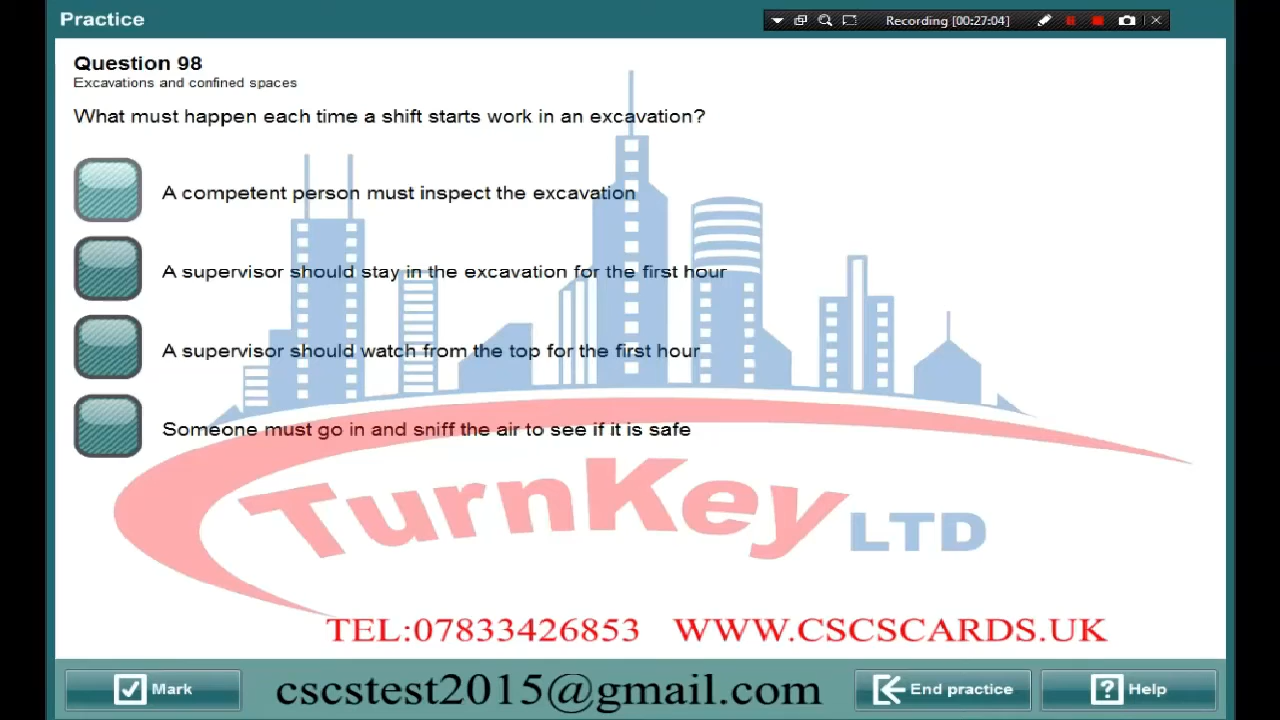 Practice
Recording [00:27:04]
Question 98
Excavations and confined spaces
What must happen each time a shift starts work in an excavation?
A competent person must inspect the excavation
A supervisor should stay in the excavation for the first hour
A supervisor should watch from the top for the first hour
Someone must go in and sniff the air to see if it is safe
TurnKey LTD
TEL:07833426853 WWW.CSCSCARDS.UK
Mark
cscstest2015@gmail.com
End practice
Help